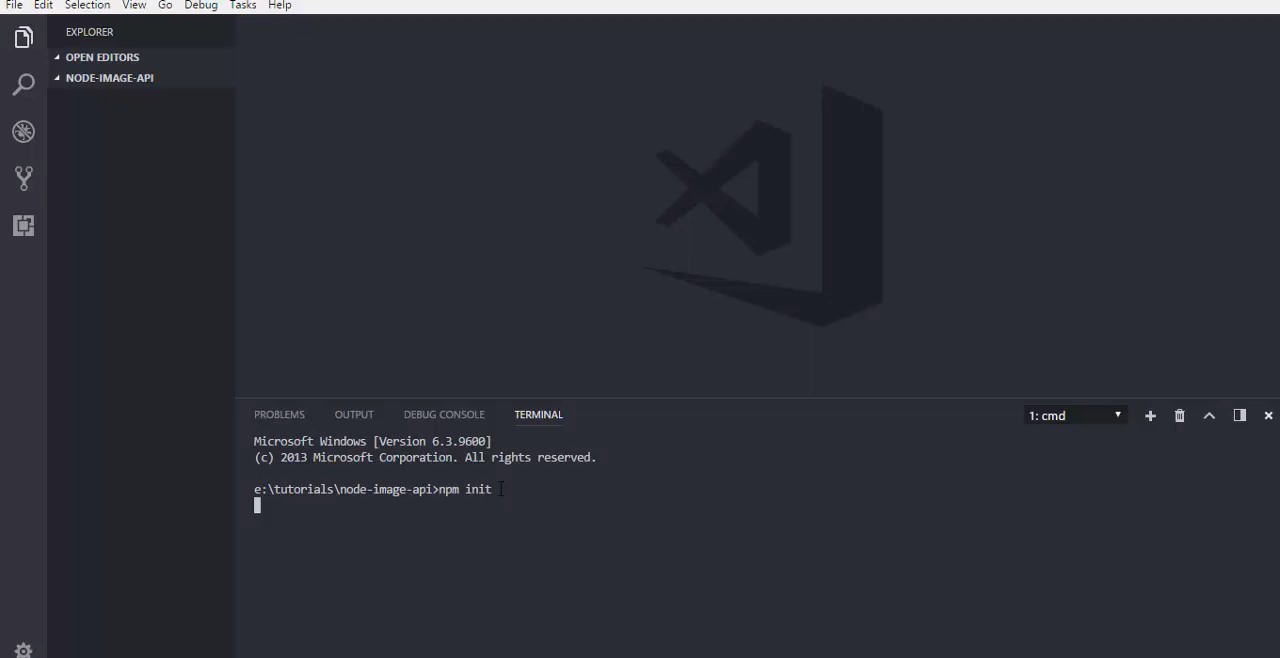 File Edit Selection View Go Debug Tasks Help
EXPLORER
OPEN EDITORS
NODE-IMAGE-API
PROBLEMS OUTPUT DEBUG CONSOLE TERMINAL 1: cmd
Microsoft Windows [Version 6.3.9600]
(c) 2013 Microsoft Corporation. All rights reserved.
e:\tutorials\node-image-api>npm init